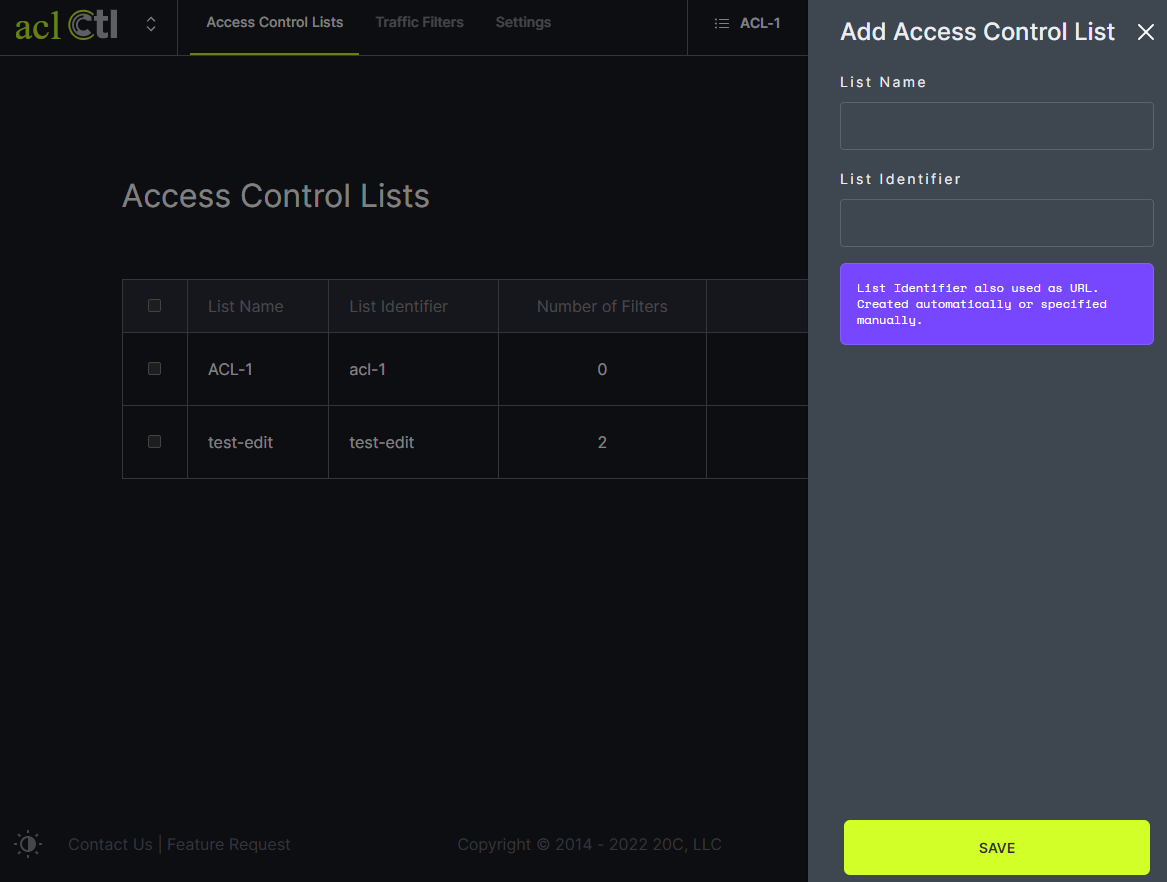 acl ctl
Access Control Lists Traffic Filters Settings ACL-1
Access Control Lists
List Name List Identifier Number of Filters
ACL-1 acl-1 0
test-edit test-edit 2
Contact Us | Feature Request Copyright © 2014 - 2022 20C, LLC
Add Access Control List
List Name
List Identifier
List Identifier also used as URL.
Created automatically or specified
manually.
SAVE